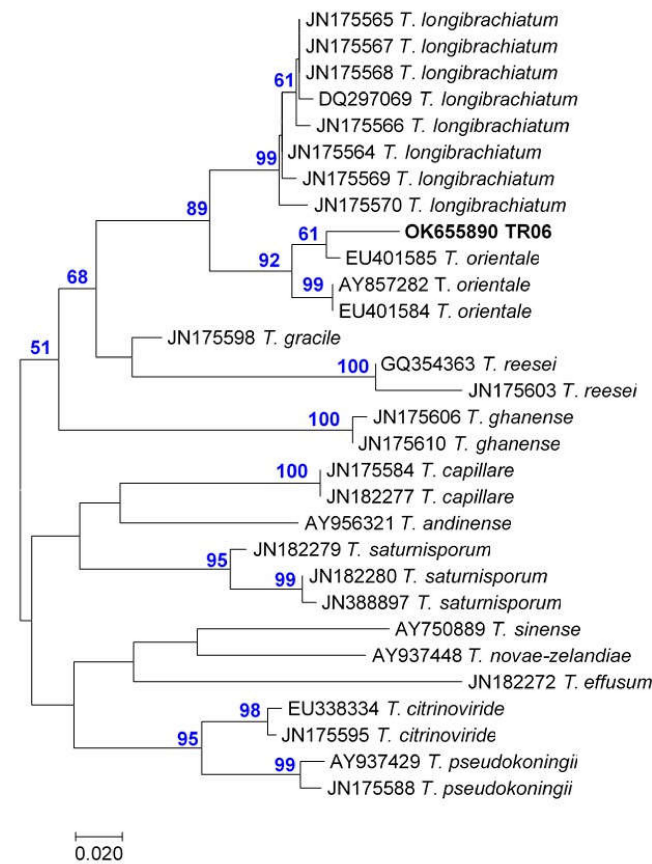 JN175565 T. longibrachiatum
JN175567 T. longibrachiatum
JN175568 T. longibrachiatum
61
DQ297069 T. longibrachiatum
JN175566 T. longibrachiatum
JN175564 T. longibrachiatum
99
JN175569 T. longibrachiatum
JN175570 T. longibrachiatum
89
61
OK655890 TR06
EU401585 T. orientale
92
99
AY857282 T. orientale
EU401584 T. orientale
68
JN175598 T. gracile
51
100
GQ354363 T. reesei
JN175603 T. reesei
100
JN175606 T. ghanense
JN175610 T. ghanense
100
JN175584 T. capillare
JN182277 T. capillare
AY956321 T. andinense
95
JN182279 T. saturnisporum
99
JN182280 T. saturnisporum
JN388897 T. saturnisporum
AY750889 T. sinense
AY937448 T. novae-zelandiae
JN182272 T. effusum
98
EU338334 T. citrinoviride
95
JN175595 T. citrinoviride
99
AY937429 T. pseudokoningii
JN175588 T. pseudokoningii
0.020